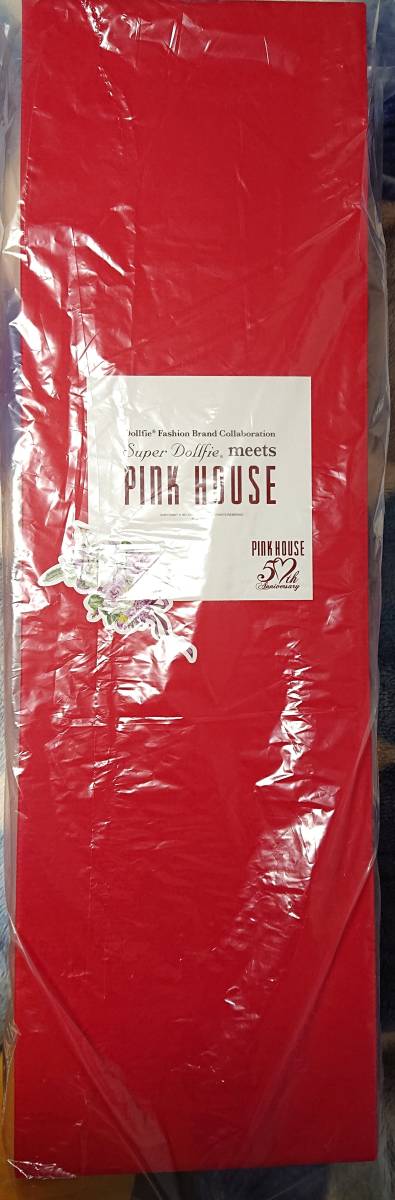 Dollfie® Fashion Brand Collaboration
Super Dollfie® meets
PINK HOUSE
PINK HOUSE
50th
Anniversary